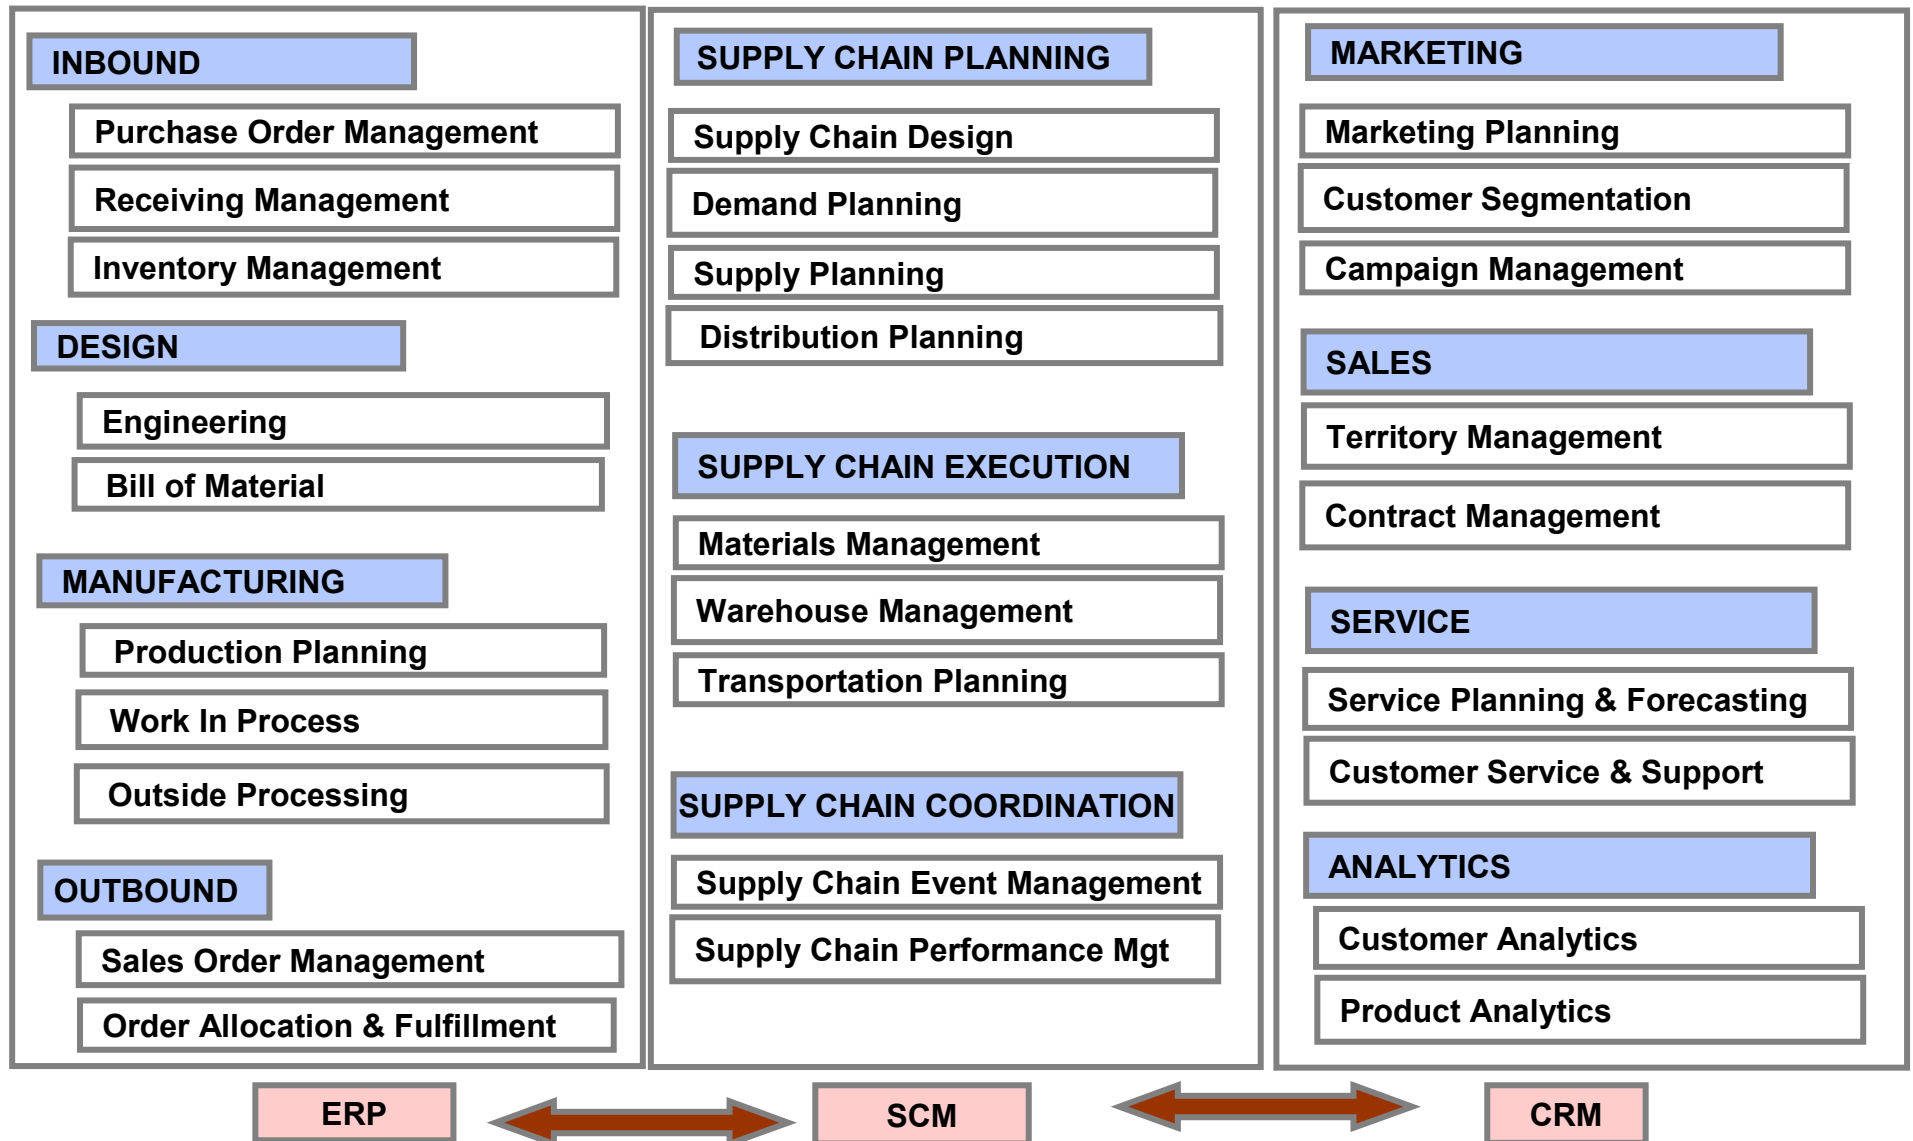 INBOUND
Purchase Order Management
Receiving Management
Inventory Management
DESIGN
Engineering
Bill of Material
MANUFACTURING
Production Planning
Work In Process
Outside Processing
OUTBOUND
Sales Order Management
Order Allocation & Fulfillment
SUPPLY CHAIN PLANNING
Supply Chain Design
Demand Planning
Supply Planning
Distribution Planning
SUPPLY CHAIN EXECUTION
Materials Management
Warehouse Management
Transportation Planning
SUPPLY CHAIN COORDINATION
Supply Chain Event Management
Supply Chain Performance Mgt
MARKETING
Marketing Planning
Customer Segmentation
Campaign Management
SALES
Territory Management
Contract Management
SERVICE
Service Planning & Forecasting
Customer Service & Support
ANALYTICS
Customer Analytics
Product Analytics
ERP
SCM
CRM